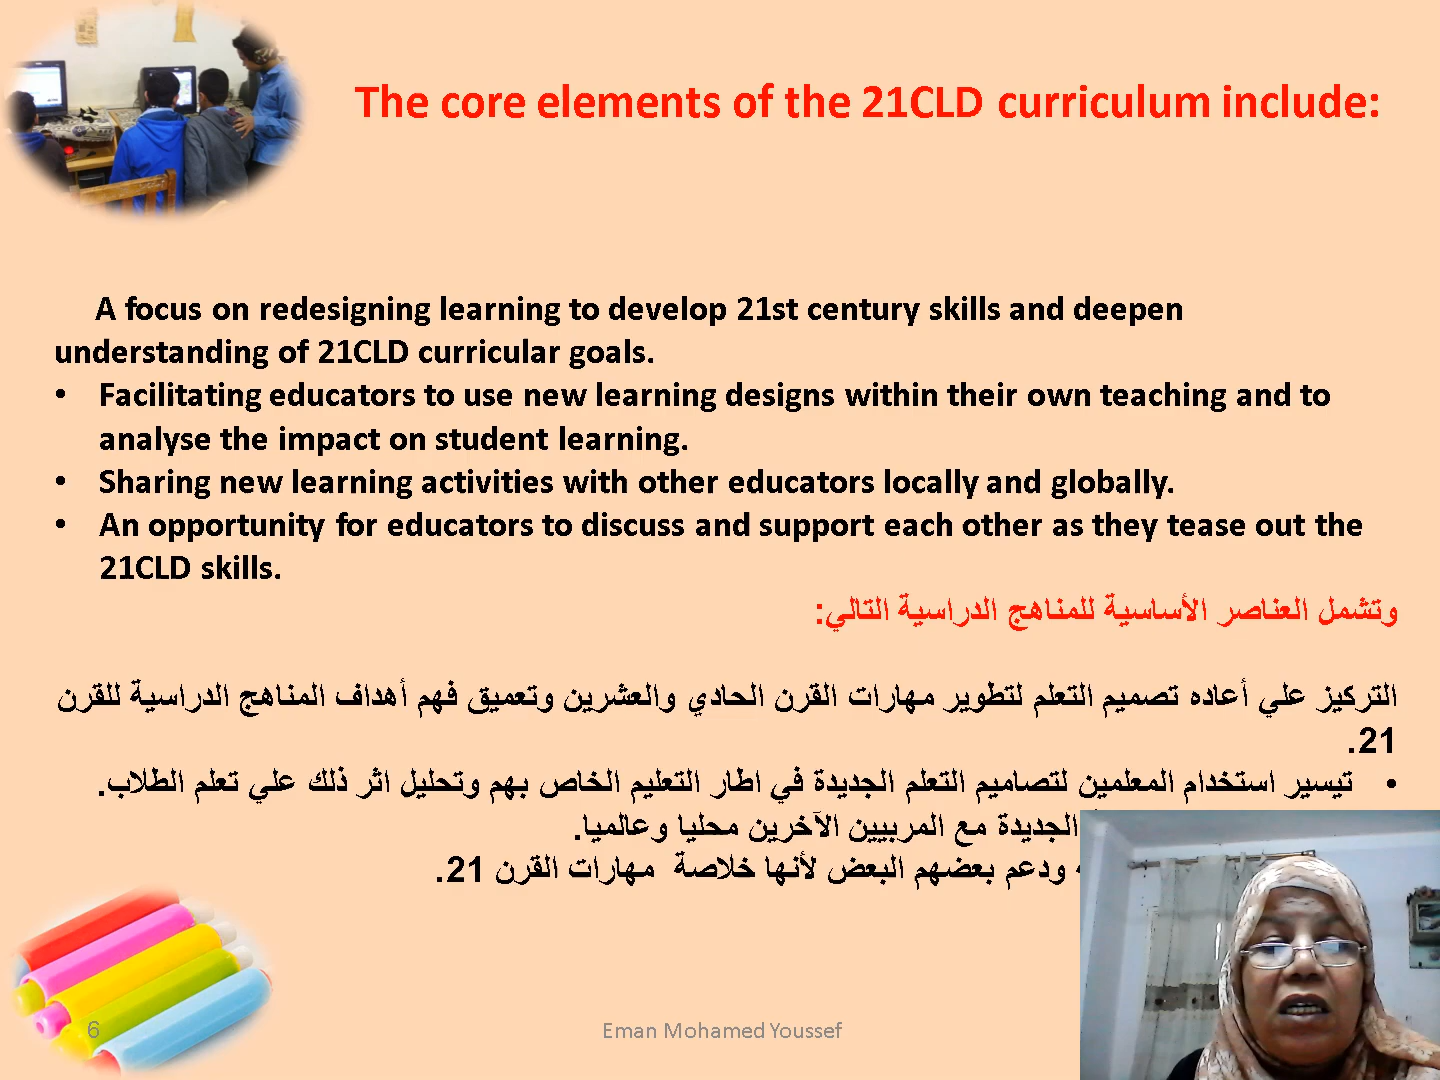 The core elements of the 21CLD curriculum include:
A focus on redesigning learning to develop 21st century skills and deepen
understanding of 21CLD curricular goals.
• Facilitating educators to use new learning designs within their own teaching and to
analyse the impact on student learning.
• Sharing new learning activities with other educators locally and globally.
• An opportunity for educators to discuss and support each other as they tease out the
21CLD skills.
وتشمل العناصر الأساسية للمناهج الدراسية التالي:
التركيز علي أعاده تصميم التعلم لتطوير مهارات القرن الحادي والعشرين وتعميق فهم أهداف المناهج الدراسية للقرن
21.
• تيسير استخدام المعلمين لتصاميم التعلم الجديدة في اطار التعليم الخاص بهم وتحليل اثر ذلك علي تعلم الطلاب.
الجديدة مع المربيين الآخرين محليا وعالميا.
ودعم بعضهم البعض لأنها خلاصة مهارات القرن 21.
6
Eman Mohamed Youssef